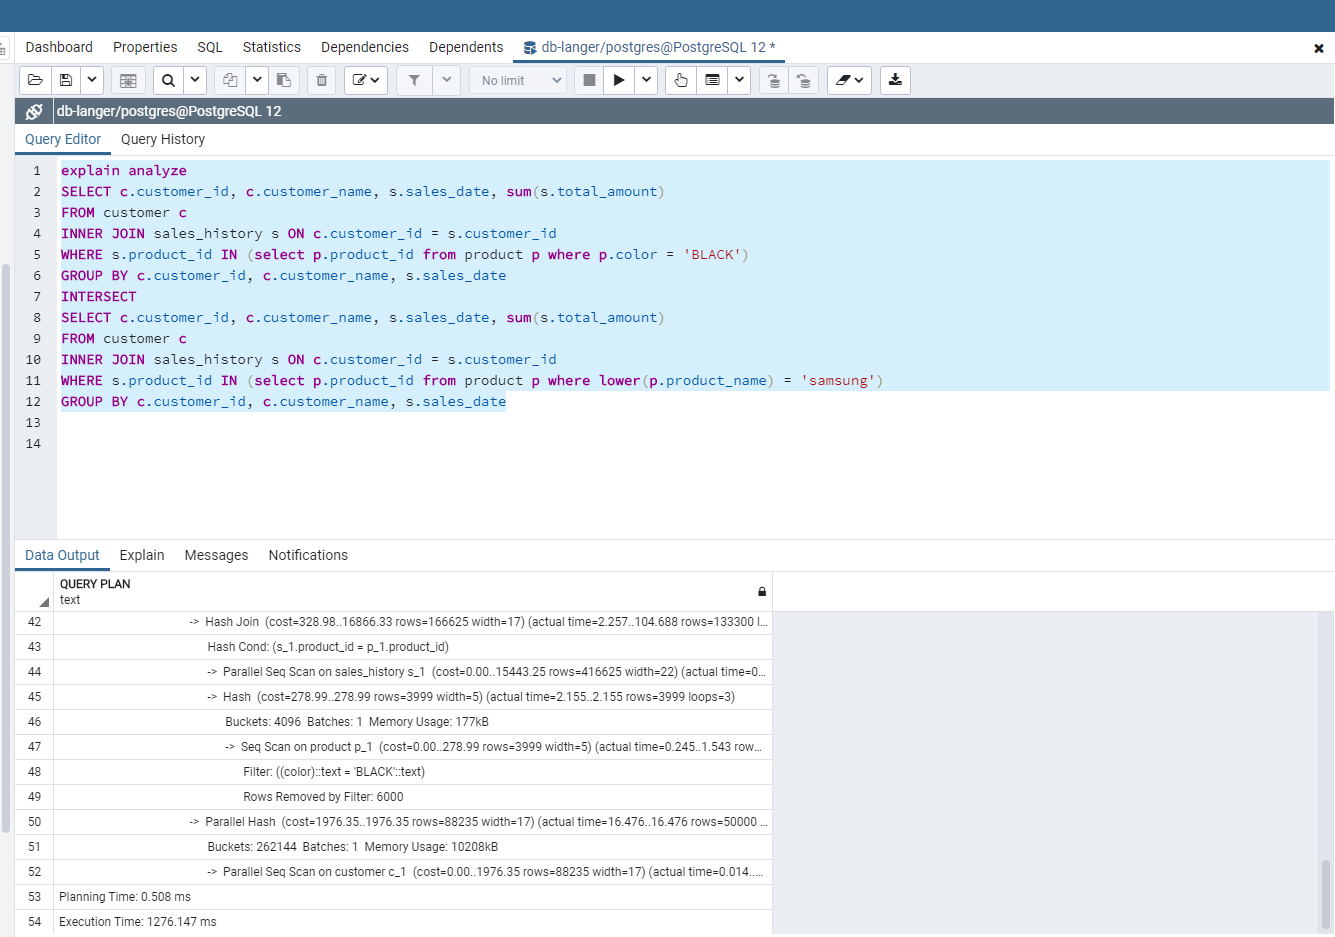 Dashboard Properties SQL Statistics Dependencies Dependents db-langer/postgres@PostgreSQL 12 *
No limit
db-langer/postgres@PostgreSQL 12
Query Editor Query History
1 explain analyze
2 SELECT c.customer_id, c.customer_name, s.sales_date, sum(s.total_amount)
3 FROM customer c
4 INNER JOIN sales_history s ON c.customer_id = s.customer_id
5 WHERE s.product_id IN (select p.product_id from product p where p.color = 'BLACK')
6 GROUP BY c.customer_id, c.customer_name, s.sales_date
7 INTERSECT
8 SELECT c.customer_id, c.customer_name, s.sales_date, sum(s.total_amount)
9 FROM customer c
10 INNER JOIN sales_history s ON c.customer_id = s.customer_id
11 WHERE s.product_id IN (select p.product_id from product p where lower(p.product_name) = 'samsung')
12 GROUP BY c.customer_id, c.customer_name, s.sales_date
13
14
Data Output Explain Messages Notifications
QUERY PLAN
text
42 -> Hash Join (cost=328.98..16866.33 rows=166625 width=17) (actual time=2.257..104.688 rows=133300 l...
43 Hash Cond: (s_1.product_id = p_1.product_id)
44 -> Parallel Seq Scan on sales_history s_1 (cost=0.00..15443.25 rows=416625 width=22) (actual time=0...
45 -> Hash (cost=278.99..278.99 rows=3999 width=5) (actual time=2.155..2.155 rows=3999 loops=3)
46 Buckets: 4096 Batches: 1 Memory Usage: 177kB
47 -> Seq Scan on product p_1 (cost=0.00..278.99 rows=3999 width=5) (actual time=0.245..1.543 row...
48 Filter: ((color)::text = 'BLACK'::text)
49 Rows Removed by Filter: 6000
50 -> Parallel Hash (cost=1976.35..1976.35 rows=88235 width=17) (actual time=16.476..16.476 rows=50000 ...
51 Buckets: 262144 Batches: 1 Memory Usage: 10208kB
52 -> Parallel Seq Scan on customer c_1 (cost=0.00..1976.35 rows=88235 width=17) (actual time=0.014.....
53 Planning Time: 0.508 ms
54 Execution Time: 1276.147 ms